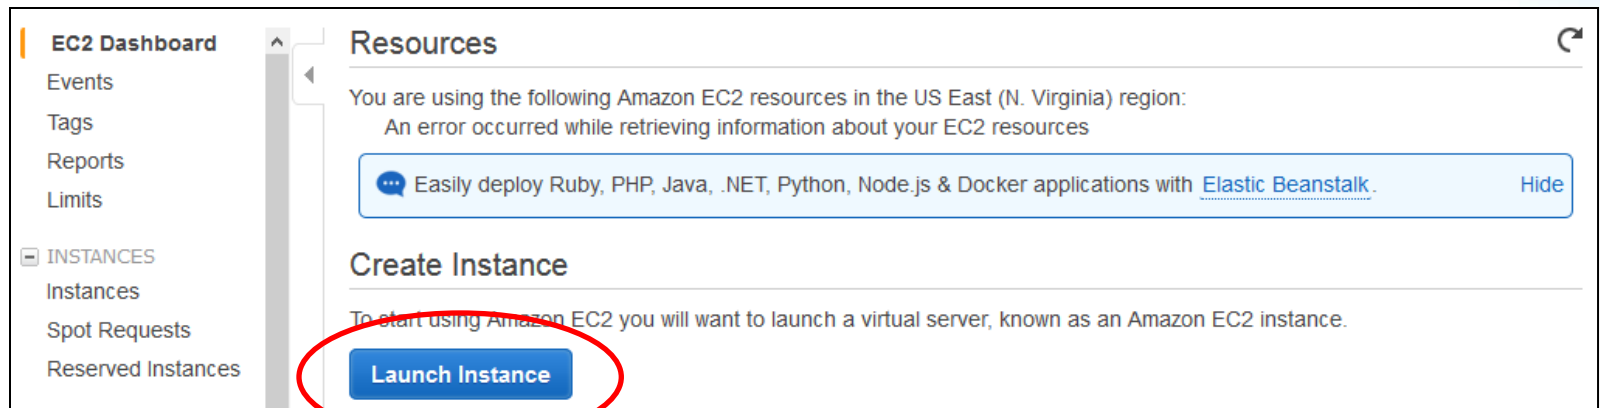 EC2 Dashboard
Events
Tags
Reports
Limits
INSTANCES
Instances
Spot Requests
Reserved Instances
Resources
You are using the following Amazon EC2 resources in the US East (N. Virginia) region:
An error occurred while retrieving information about your EC2 resources
Easily deploy Ruby, PHP, Java, .NET, Python, Node.js & Docker applications with Elastic Beanstalk. Hide
Create Instance
To start using Amazon EC2 you will want to launch a virtual server, known as an Amazon EC2 instance.
Launch Instance